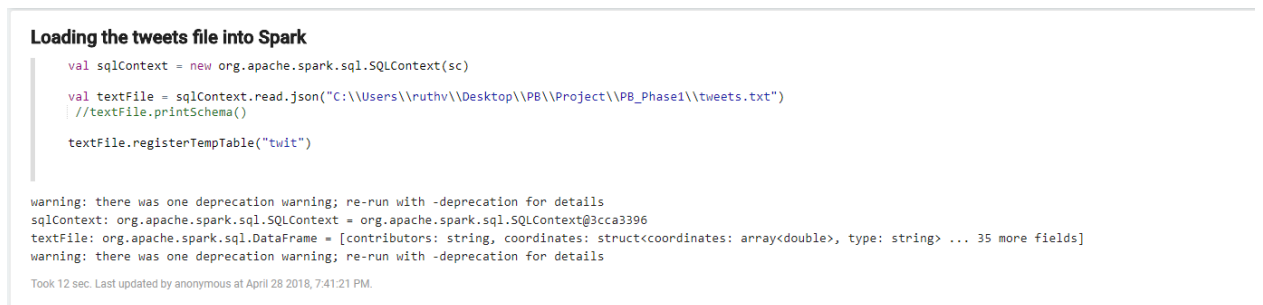 Loading the tweets file into Spark
val sqlContext = new org.apache.spark.sql.SQLContext(sc)
val textFile = sqlContext.read.json("C:\\Users\\ruthv\\Desktop\\PB\\Project\\PB_Phase1\\tweets.txt")
//textFile.printSchema()
textFile.registerTempTable("twit")
warning: there was one deprecation warning; re-run with -deprecation for details
sqlContext: org.apache.spark.sql.SQLContext = org.apache.spark.sql.SQLContext@3cca3396
textFile: org.apache.spark.sql.DataFrame = [contributors: string, coordinates: struct<coordinates: array<double>, type: string> ... 35 more fields]
warning: there was one deprecation warning; re-run with -deprecation for details
Took 12 sec. Last updated by anonymous at April 28 2018, 7:41:21 PM.